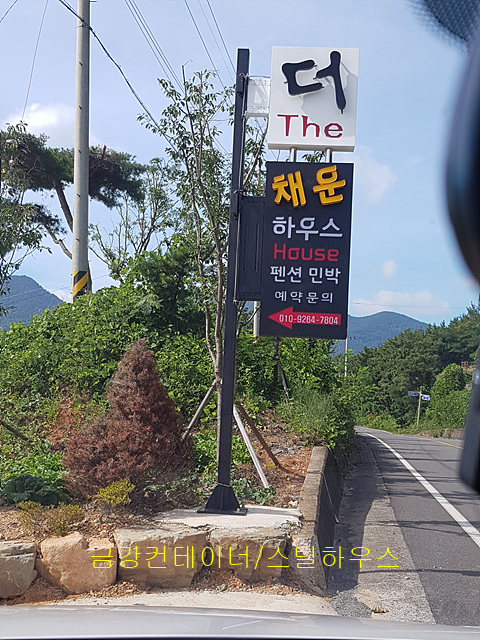 더
The
채운
하우스
House
펜션 민박
예약문의
010-9264-7804
금강컨테이너/스틸하우스